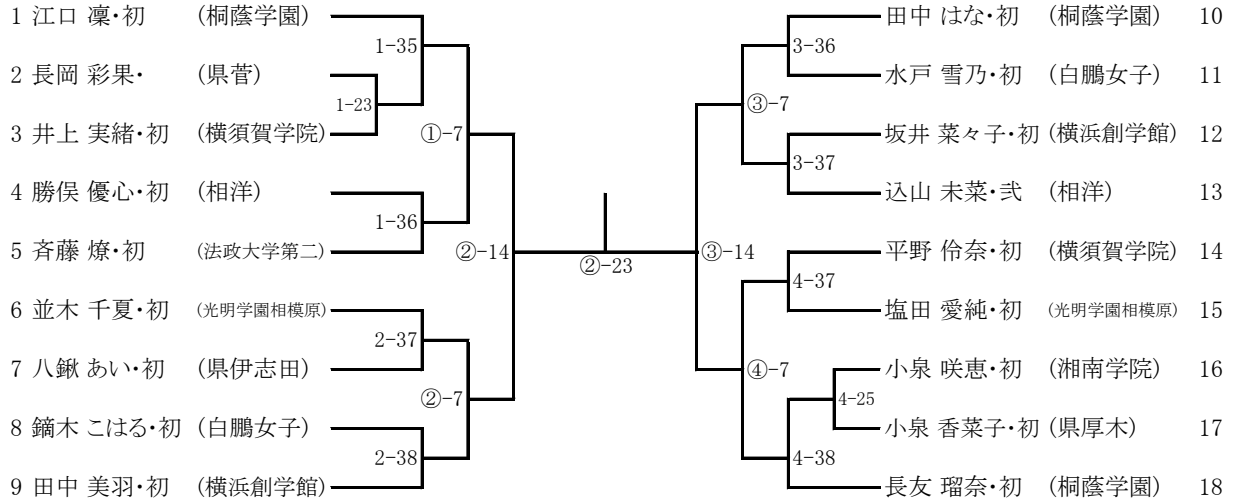 1 江口 凜・初 (桐蔭学園)
1-35
2 長岡 彩果・ (県菅)
1-23
3 井上 実緒・初 (横須賀学院)
①-7
4 勝俣 優心・初 (相洋)
1-36
5 斉藤 燎・初 (法政大学第二)
②-14
6 並木 千夏・初 (光明学園相模原)
2-37
7 八鍬 あい・初 (県伊志田)
②-7
8 鏑木 こはる・初 (白鵬女子)
2-38
9 田中 美羽・初 (横浜創学館)
②-23
田中 はな・初 (桐蔭学園) 10
3-36
水戸 雪乃・初 (白鵬女子) 11
③-7
坂井 菜々子・初 (横浜創学館) 12
3-37
込山 未菜・弐 (相洋) 13
③-14
平野 伶奈・初 (横須賀学院) 14
4-37
塩田 愛純・初 (光明学園相模原) 15
④-7
小泉 咲恵・初 (湘南学院) 16
4-25
小泉 香菜子・初 (県厚木) 17
4-38
長友 瑠奈・初 (桐蔭学園) 18